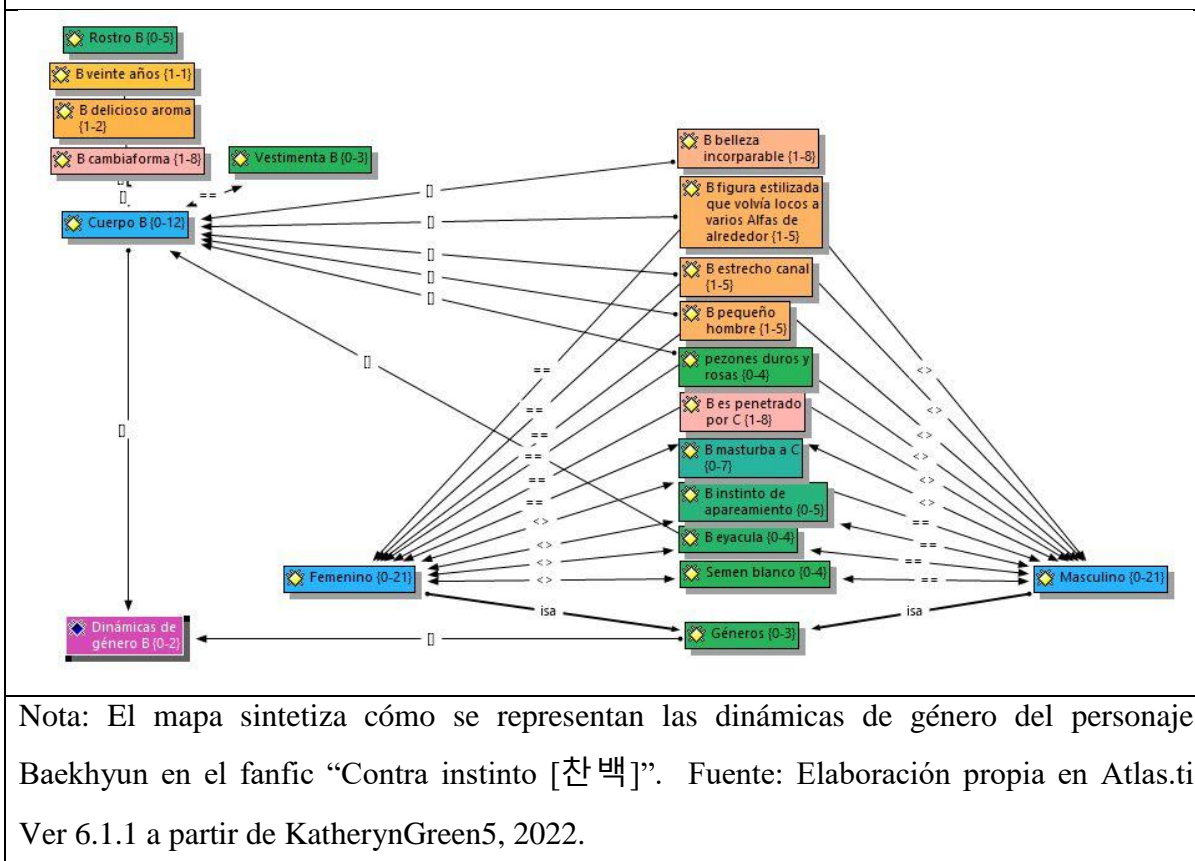 Rostro B {0-5}
B veinte años {1-1}
B delicioso aroma
{1-2}
B cambiaforma {1-8}
Vestimenta B {0-3}
[]
==
Cuerpo B {0-12}
B belleza
incorparable {1-8}
B figura estilizada
que volvía locos a
varios Alfas de
alrededor {1-5}
B estrecho canal
{1-5}
B pequeño
hombre {1-5}
pezones duros y
rosas {0-4}
B es penetrado
por C {1-8}
B masturba a C
{0-7}
B instinto de
apareamiento {0-5}
B eyacula {0-4}
Semen blanco {0-4}
[]
[]
[]
[]
[]
[]
[]
==
==
==
==
==
<>
<>
<>
<>
<>
<>
<>
<>
<>
<>
==
==
==
==
Femenino {0-21}
Masculino {0-21}
isa
isa
Dinámicas de
género B {0-2}
[]
Géneros {0-3}
Nota: El mapa sintetiza cómo se representan las dinámicas de género del personaje
Baekhyun en el fanfic “Contra instinto [찬백]”. Fuente: Elaboración propia en Atlas.ti
Ver 6.1.1 a partir de KatherynGreen5, 2022.